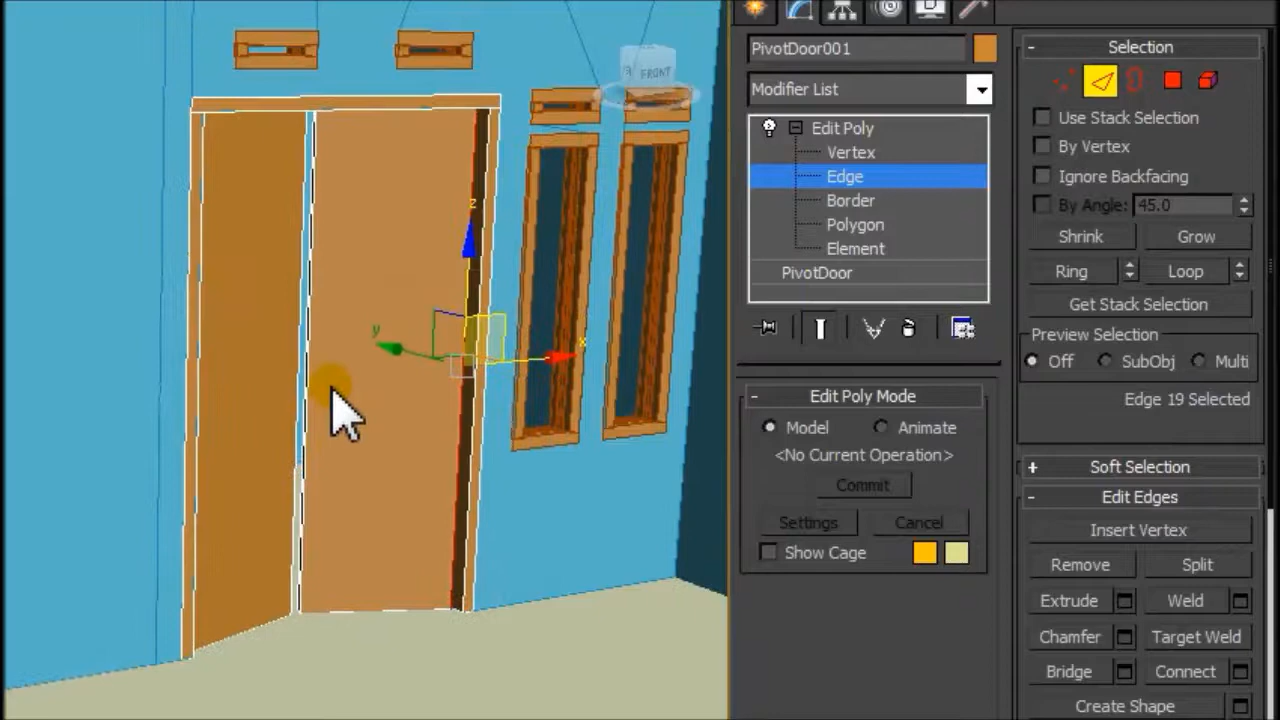 FRONT
z
y
x
PivotDoor001
Modifier List
Edit Poly
Vertex
Edge
Border
Polygon
Element
PivotDoor
- Edit Poly Mode
Model Animate
<No Current Operation>
Commit
Settings Cancel
Show Cage
- Selection
Use Stack Selection
By Vertex
Ignore Backfacing
By Angle: 45.0
Shrink Grow
Ring Loop
Get Stack Selection
Preview Selection
Off SubObj Multi
Edge 19 Selected
+ Soft Selection
- Edit Edges
Insert Vertex
Remove Split
Extrude Weld
Chamfer Target Weld
Bridge Connect
Create Shape